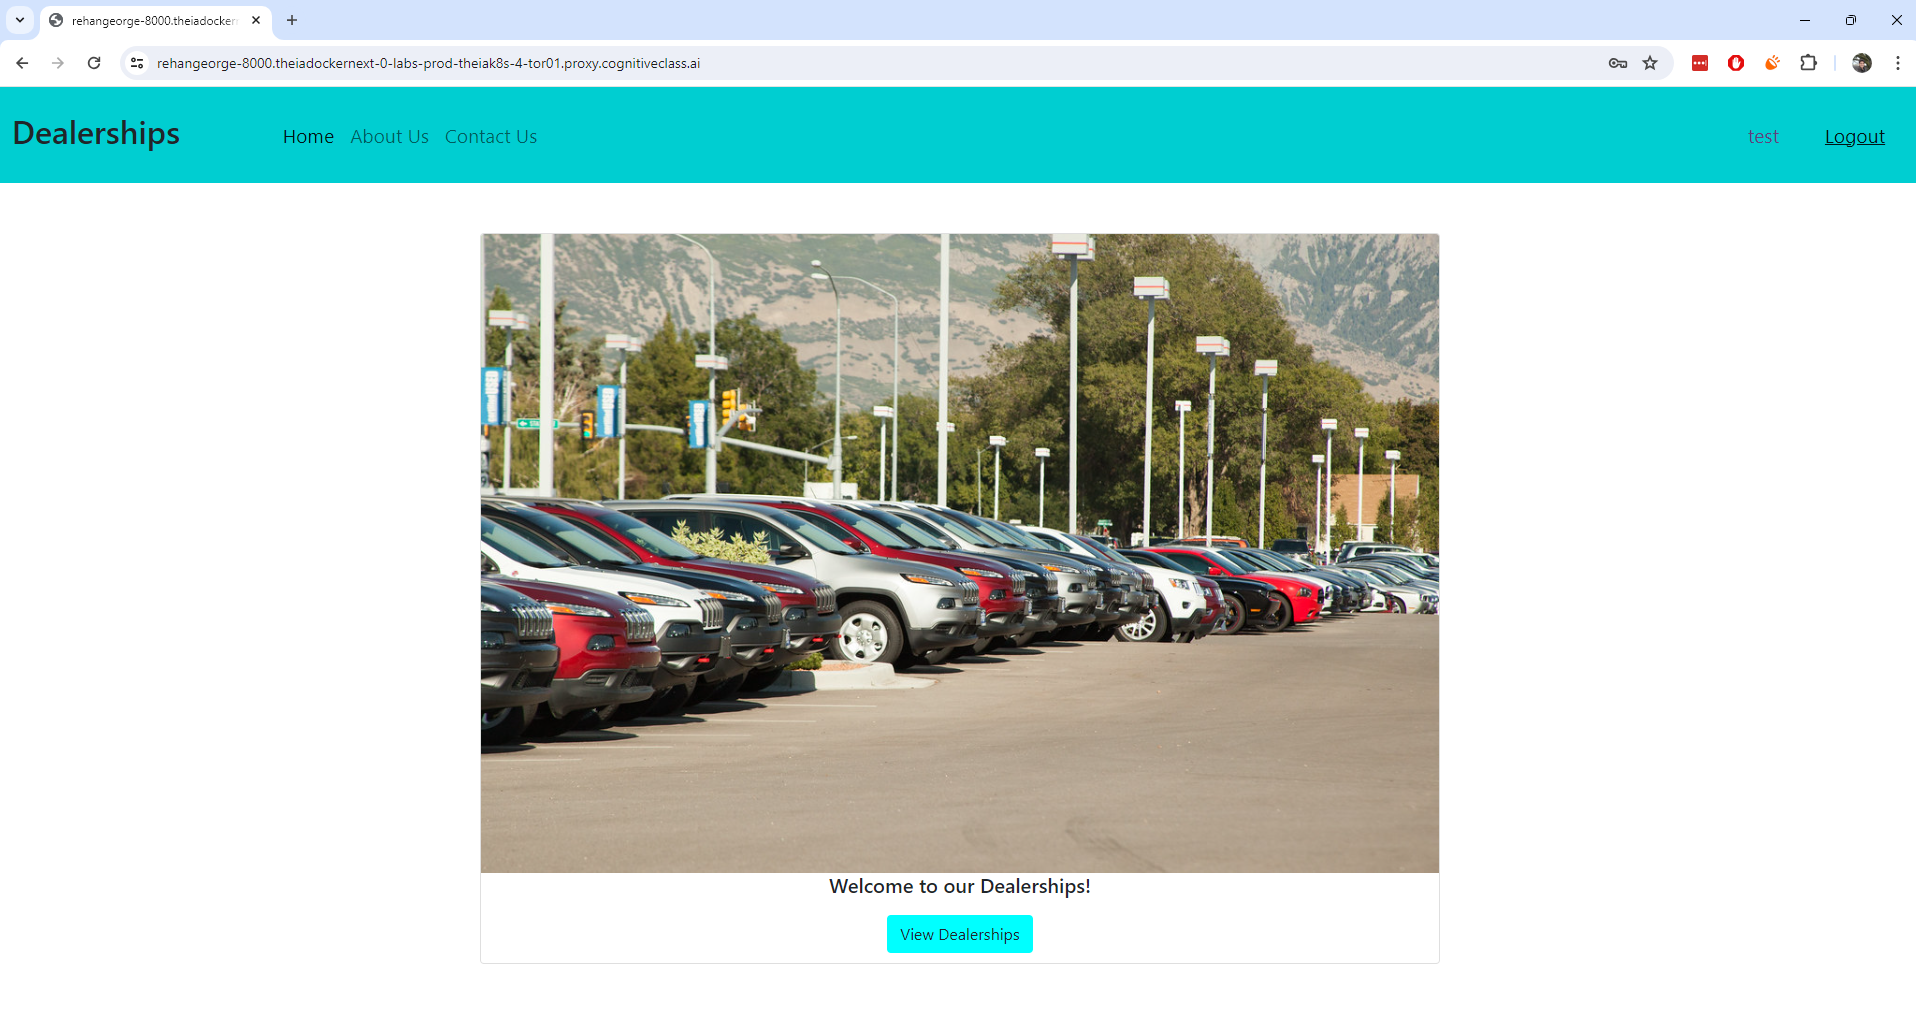 rehangeorge-8000.theiadocker
rehangeorge-8000.theiadockernext-0-labs-prod-theiak8s-4-tor01.proxy.cognitiveclass.ai
Dealerships
Home About Us Contact Us
test Logout
Welcome to our Dealerships!
View Dealerships